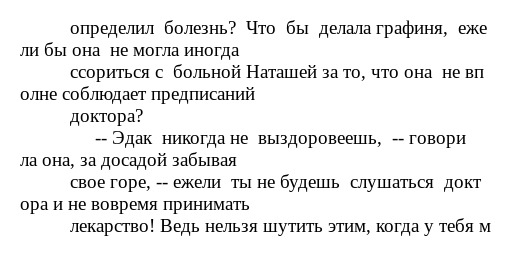 определил болезнь? Что бы делала графиня, еже
ли бы она не могла иногда
ссориться с больной Наташей за то, что она не вп
олне соблюдает предписаний
доктора?
-- Эдак никогда не выздоровеешь, -- говори
ла она, за досадой забывая
свое горе, -- ежели ты не будешь слушаться докт
ора и не вовремя принимать
лекарство! Ведь нельзя шутить этим, когда у тебя м